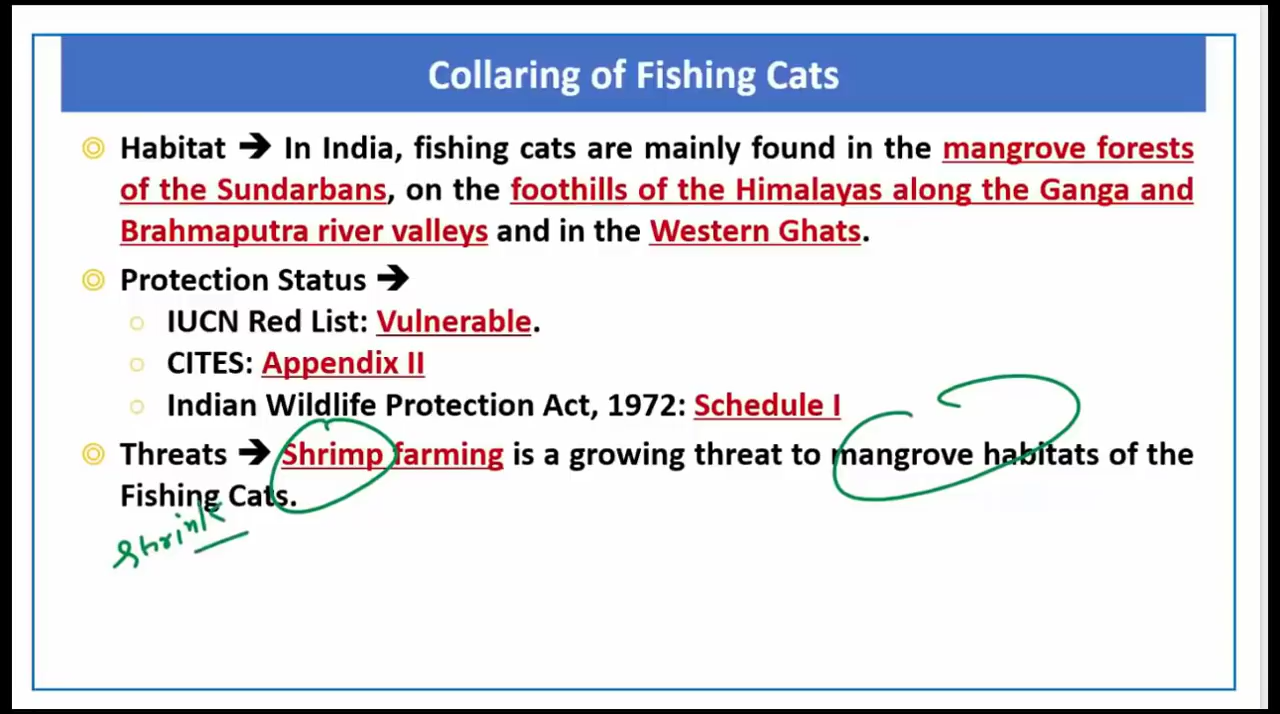 Collaring of Fishing Cats
◎ Habitat ➔ In India, fishing cats are mainly found in the mangrove forests
of the Sundarbans, on the foothills of the Himalayas along the Ganga and
Brahmaputra river valleys and in the Western Ghats.
◎ Protection Status ➔
○ IUCN Red List: Vulnerable.
○ CITES: Appendix II
○ Indian Wildlife Protection Act, 1972: Schedule I
◎ Threats ➔ Shrimp farming is a growing threat to mangrove habitats of the
Fishing Cats.
Shrink